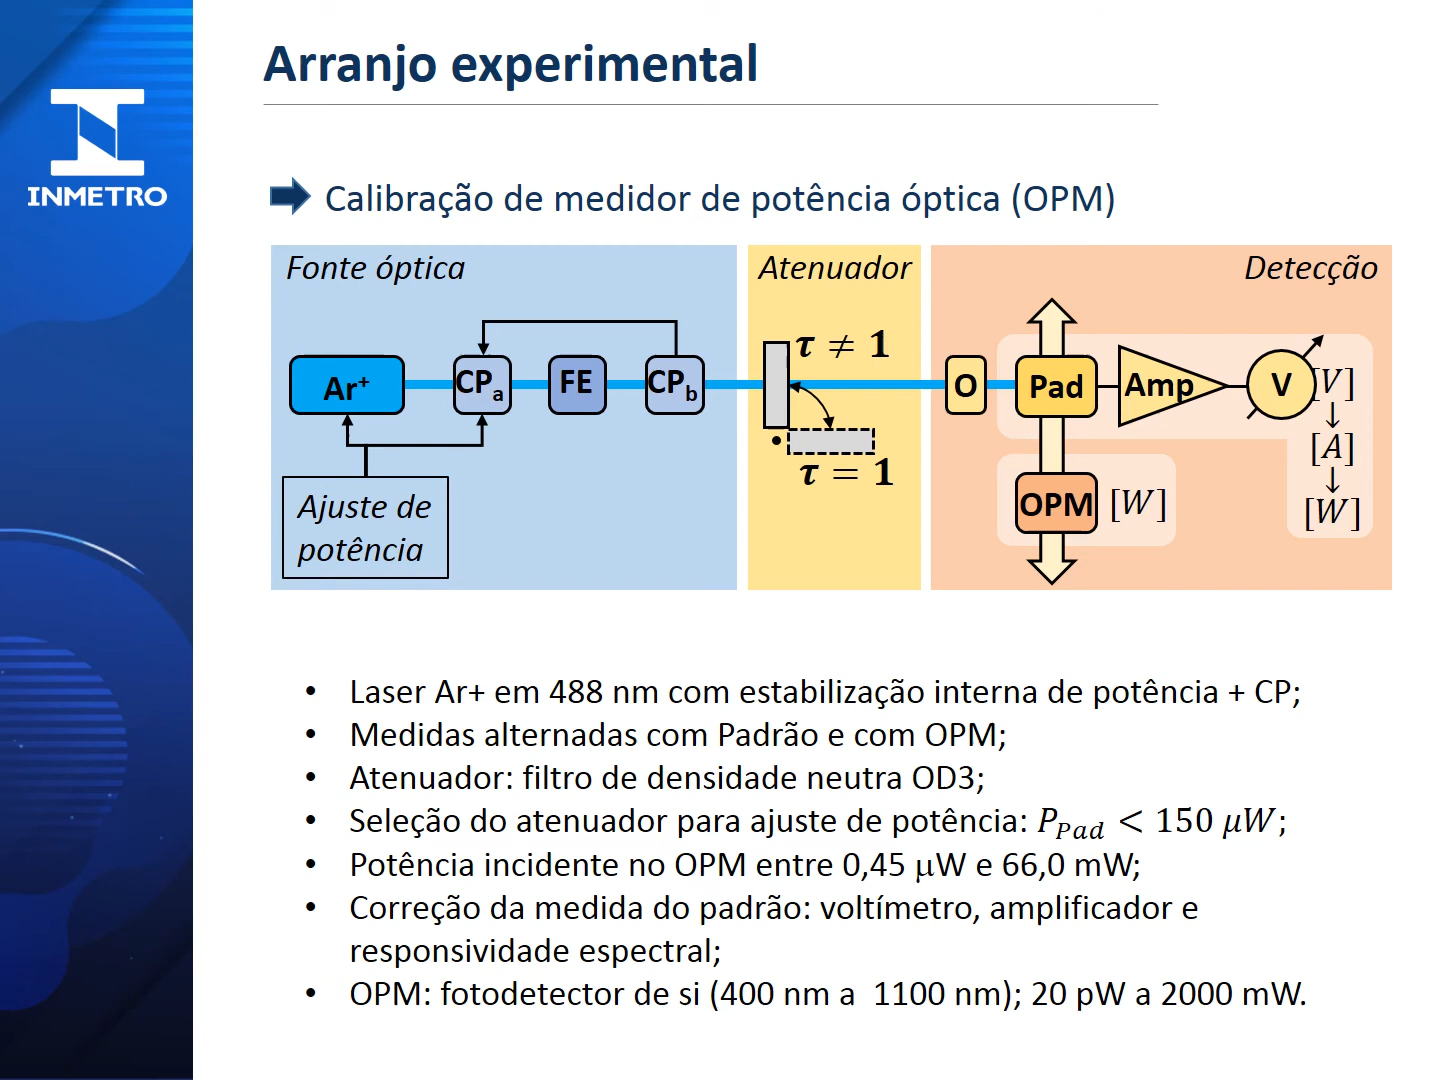 INMETRO
Arranjo experimental
Calibração de medidor de potência óptica (OPM)
Fonte óptica
Atenuador
Detecção
τ ≠ 1
Ar⁺
CPₐ
FE
CP_b
O
Pad
Amp
V
[V]
↓
[A]
↓
[W]
τ = 1
OPM
[W]
Ajuste de
potência
• Laser Ar+ em 488 nm com estabilização interna de potência + CP;
• Medidas alternadas com Padrão e com OPM;
• Atenuador: filtro de densidade neutra OD3;
• Seleção do atenuador para ajuste de potência: P_Pad < 150 μW;
• Potência incidente no OPM entre 0,45 μW e 66,0 mW;
• Correção da medida do padrão: voltímetro, amplificador e
responsividade espectral;
• OPM: fotodetector de si (400 nm a  1100 nm); 20 pW a 2000 mW.